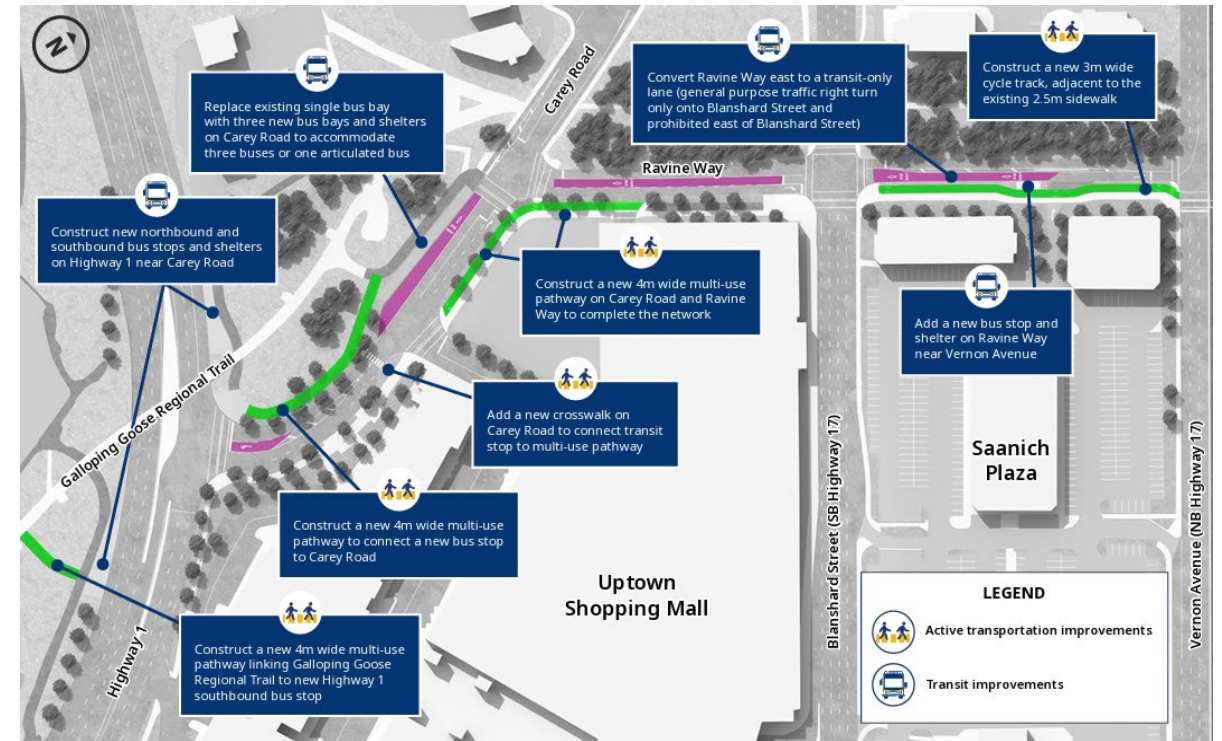 N
Carey Road
Replace existing single bus bay
with three new bus bays and shelters
on Carey Road to accommodate
three buses or one articulated bus
Convert Ravine Way east to a transit-only
lane (general purpose traffic right turn
only onto Blanshard Street and
prohibited east of Blanshard Street)
Construct a new 3m wide
cycle track, adjacent to the
existing 2.5m sidewalk
Ravine Way
Construct new northbound and
southbound bus stops and shelters
on Highway 1 near Carey Road
Construct a new 4m wide multi-use
pathway on Carey Road and Ravine
Way to complete the network
Add a new bus stop and
shelter on Ravine Way
near Vernon Avenue
Galloping Goose Regional Trail
Add a new crosswalk on
Carey Road to connect transit
stop to multi-use pathway
Saanich
Plaza
Construct a new 4m wide multi-use
pathway to connect a new bus stop
to Carey Road
Uptown
Shopping Mall
Blanshard Street (SB Highway 17)
Vernon Avenue (NB Highway 17)
Highway 1
Construct a new 4m wide multi-use
pathway linking Galloping Goose
Regional Trail to new Highway 1
southbound bus stop
LEGEND
Active transportation improvements
Transit improvements